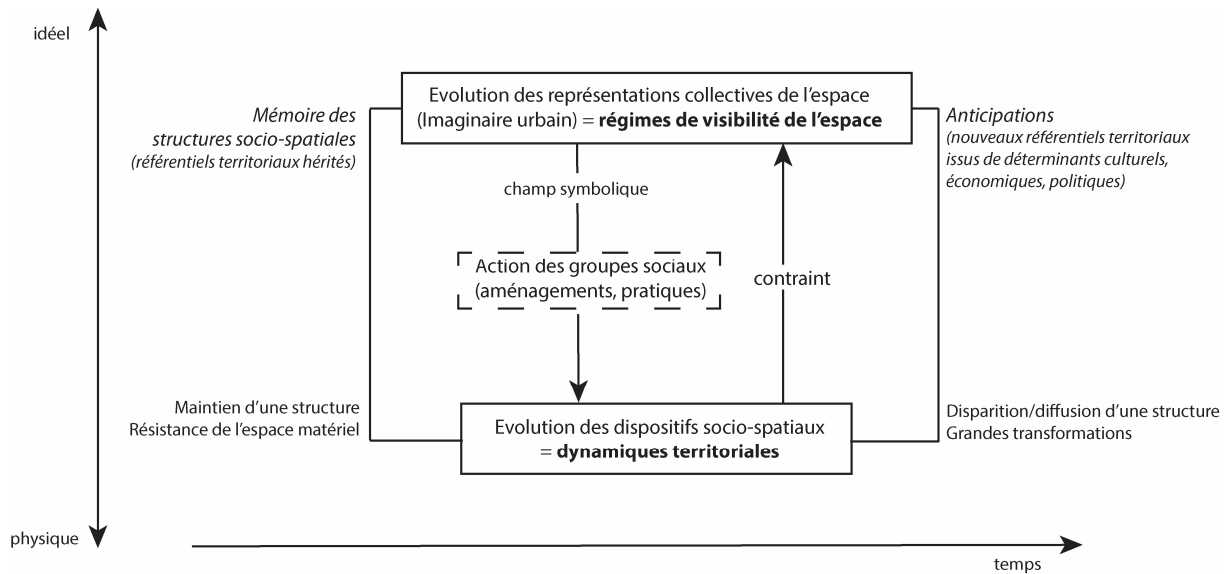 idéel
Evolution des représentations collectives de l'espace
(Imaginaire urbain) = régimes de visibilité de l'espace
Mémoire des
structures socio-spatiales
(référentiels territoriaux hérités)
Anticipations
(nouveaux référentiels territoriaux
issus de déterminants culturels,
économiques, politiques)
champ symbolique
Action des groupes sociaux
(aménagements, pratiques)
contraint
Maintien d'une structure
Résistance de l'espace matériel
Evolution des dispositifs socio-spatiaux
= dynamiques territoriales
Disparition/diffusion d'une structure
Grandes transformations
physique
temps